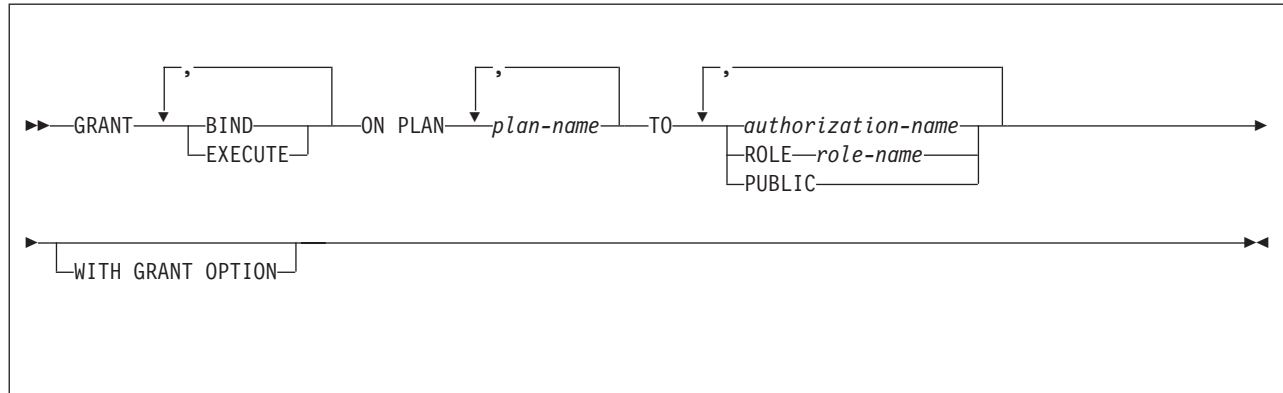 , , ,
GRANT BIND ON PLAN plan-name TO authorization-name
EXECUTE ROLE role-name
PUBLIC
WITH GRANT OPTION